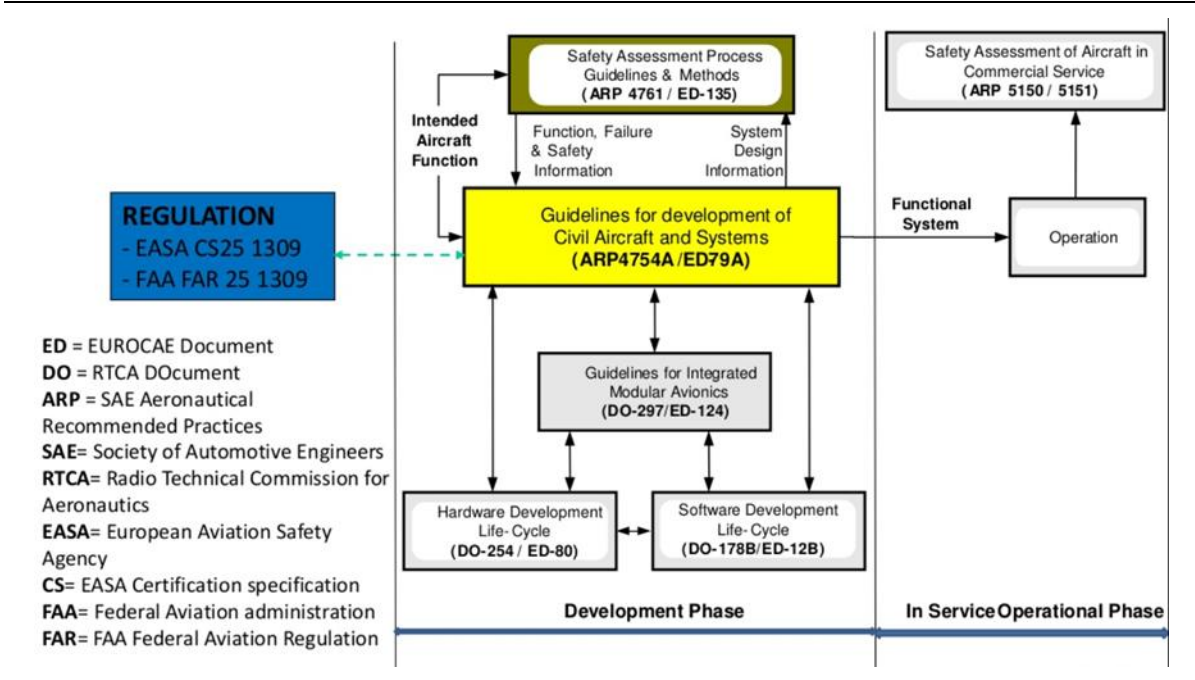 Safety Assessment Process
Guidelines & Methods
(ARP 4761 / ED-135)
Safety Assessment of Aircraft in
Commercial Service
(ARP 5150 / 5151)
Intended
Aircraft
Function
Function, Failure
& Safety
Information
System
Design
Information
REGULATION
- EASA CS25 1309
- FAA FAR 25 1309
Guidelines for development of
Civil Aircraft and Systems
(ARP4754A/ED79A)
Functional
System
Operation
ED = EUROCAE Document
DO = RTCA DOcument
ARP = SAE Aeronautical
Recommended Practices
SAE= Society of Automotive Engineers
RTCA= Radio Technical Commission for
Aeronautics
EASA= European Aviation Safety
Agency
CS= EASA Certification specification
FAA= Federal Aviation administration
FAR= FAA Federal Aviation Regulation
Guidelines for Integrated
Modular Avionics
(DO-297/ED-124)
Hardware Development
Life-Cycle
(DO-254 / ED-80)
Software Development
Life-Cycle
(DO-178B/ED-12B)
Development Phase
In Service Operational Phase